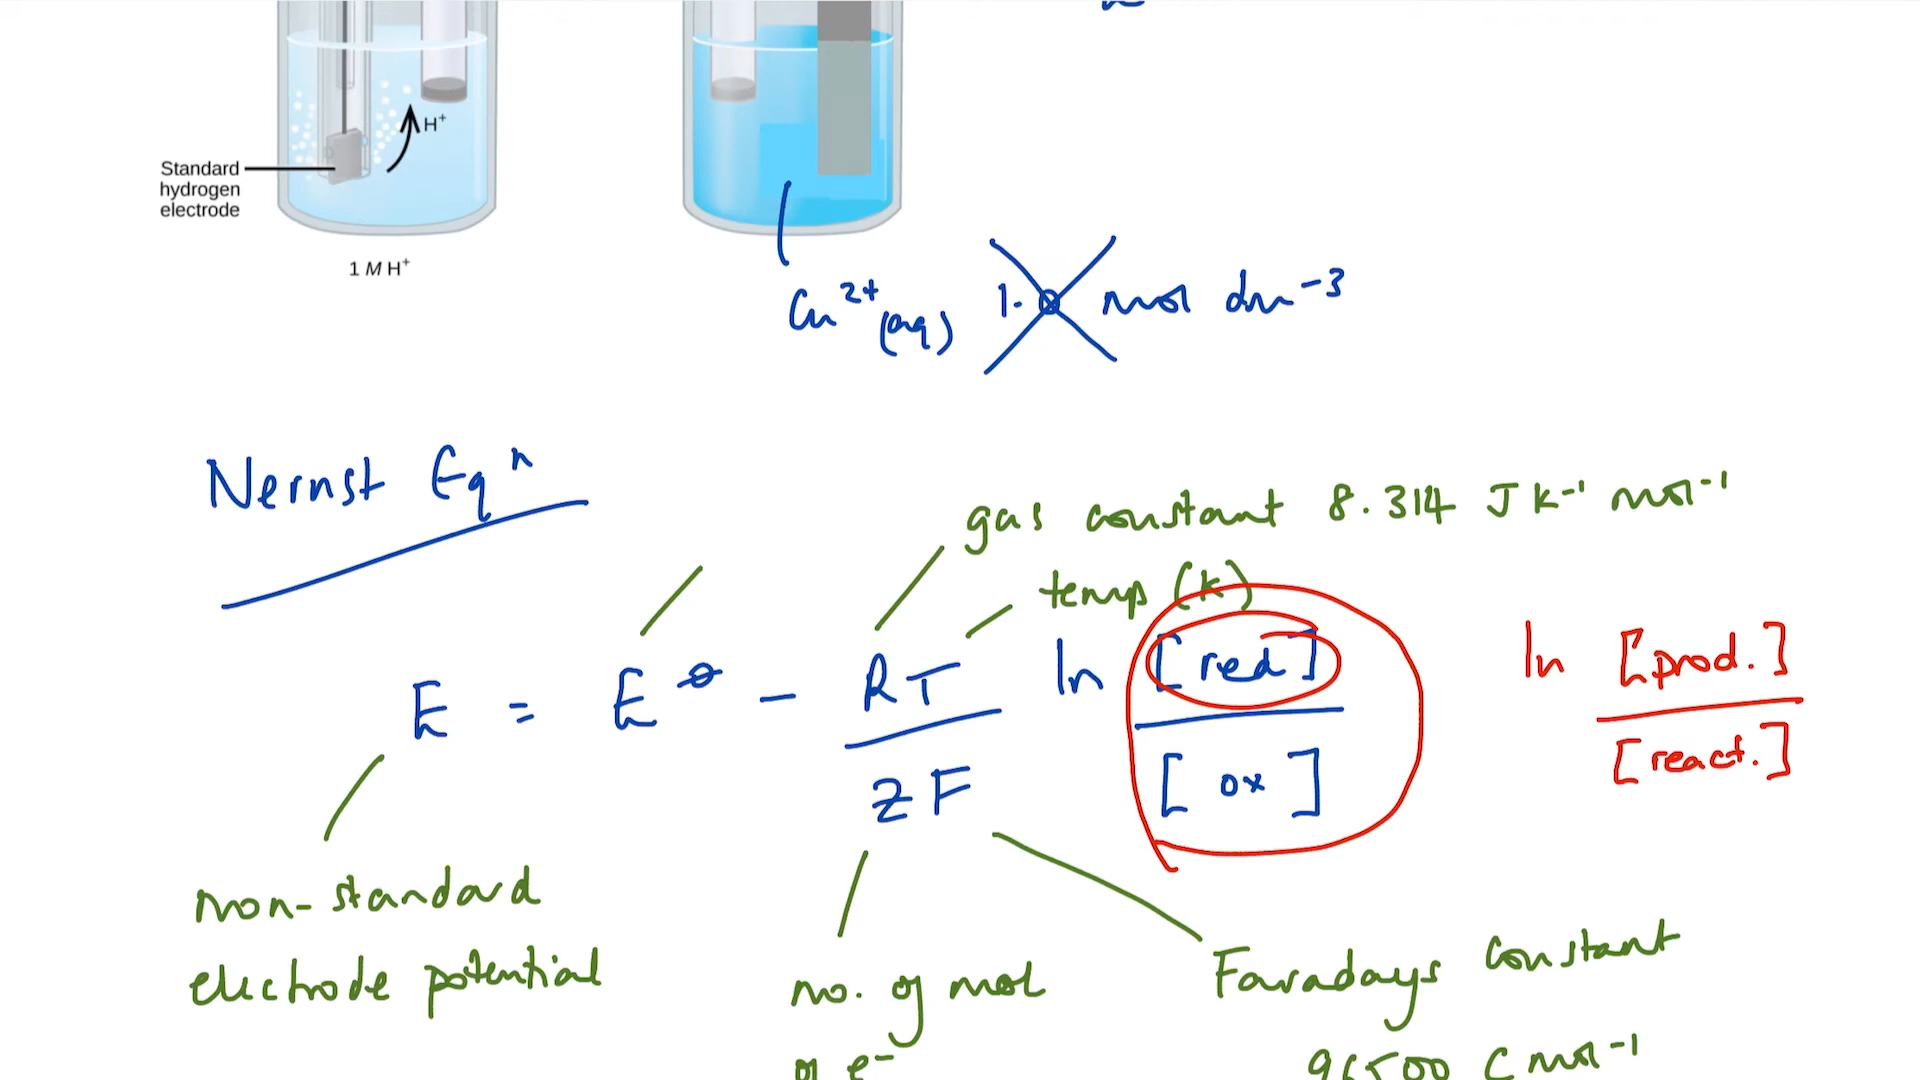 H⁺
Standard
hydrogen
electrode
1 M H⁺
Cu²⁺(aq) 1.0 mol dm⁻³
Nernst Eqⁿ
gas constant 8.314 J K⁻¹ mol⁻¹
temp (K)
E = E⦵ − RT/zF ln [red]/[ox]
ln [prod.]/[react.]
non-standard
electrode potential
no. of mol
of e⁻
Faradays constant
96500 C mol⁻¹